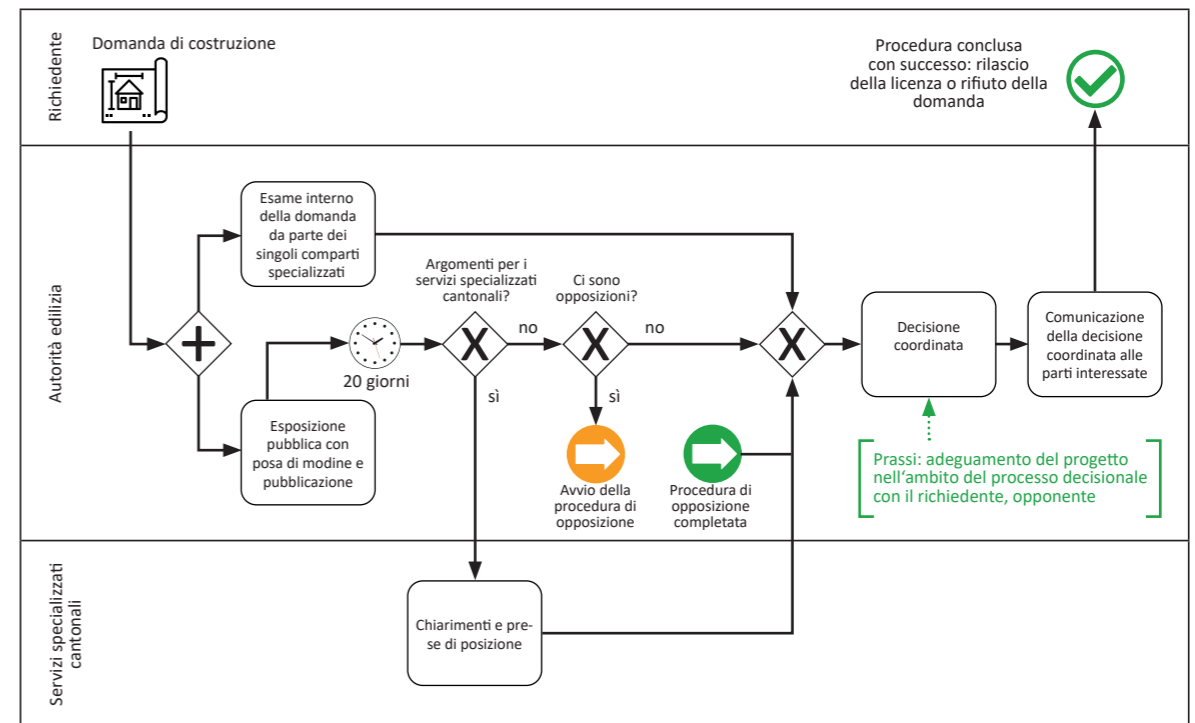 Richiedente
Domanda di costruzione
Procedura conclusa
con successo: rilascio
della licenza o rifiuto della
domanda
Autorità edilizia
Esame interno
della domanda
da parte dei
singoli comparti
specializzati
Argomenti per i
servizi specializzati
cantonali?
Ci sono
opposizioni?
no
no
sì
sì
20 giorni
Esposizione
pubblica con
posa di modine e
pubblicazione
Avvio della
procedura di
opposizione
Procedura di
opposizione
completata
Decisione
coordinata
Comunicazione
della decisione
coordinata alle
parti interessate
Prassi: adeguamento del progetto
nell‘ambito del processo decisionale
con il richiedente, opponente
Servizi specializzati
cantonali
Chiarimenti e pre-
se di posizione